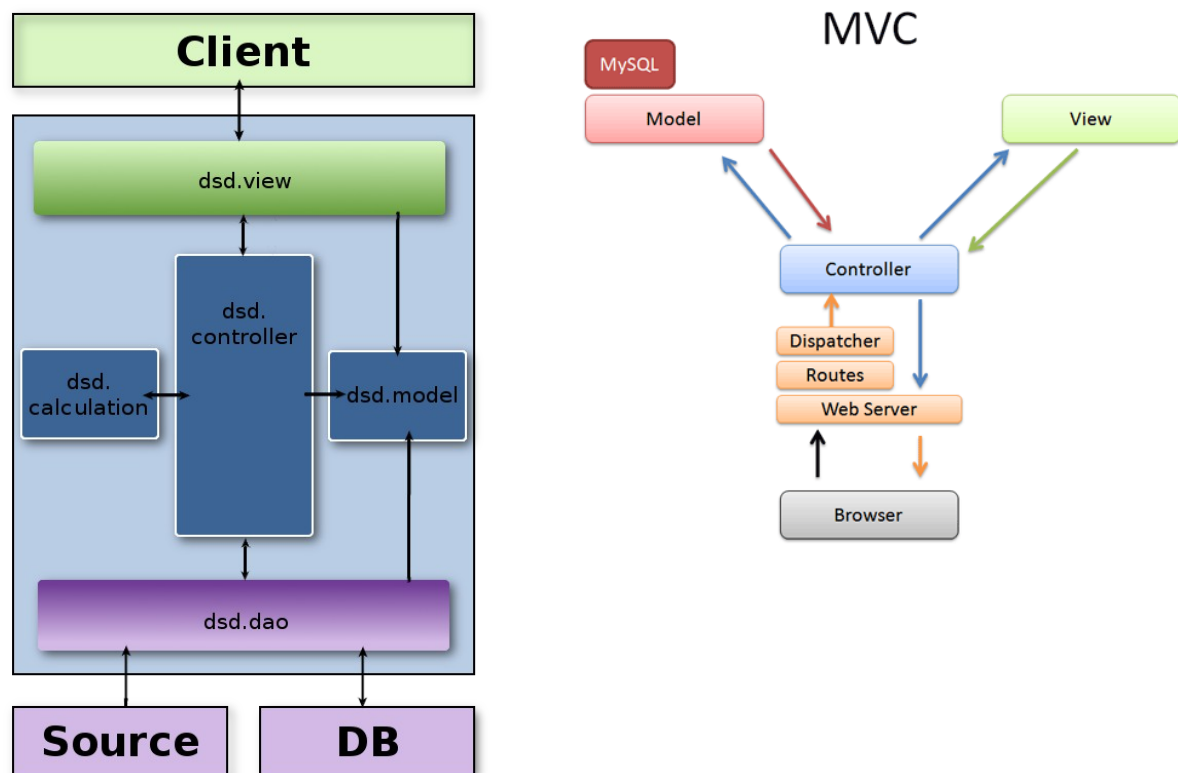 Client
dsd.view
dsd.
controller
dsd.
calculation
dsd.model
dsd.dao
Source
DB
MVC
MySQL
Model
View
Controller
Dispatcher
Routes
Web Server
Browser